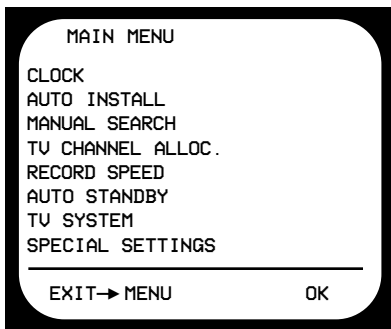 MAIN MENU
CLOCK
AUTO INSTALL
MANUAL SEARCH
TV CHANNEL ALLOC.
RECORD SPEED
AUTO STANDBY
TV SYSTEM
SPECIAL SETTINGS
EXIT→MENU OK